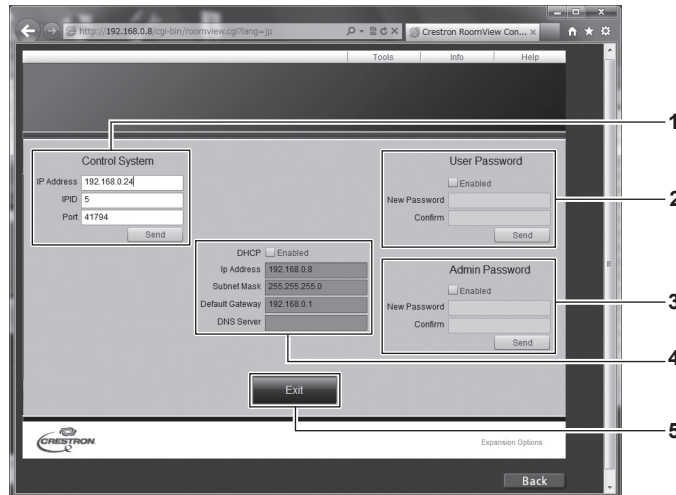 http://192.168.0.8/cgi-bin/roomview.cgi?lang=jp
Crestron RoomView Con...
Tools Info Help
1
Control System
IP Address 192.168.0.24
IPID 5
Port 41794
Send
User Password
Enabled
New Password
Confirm
Send
2
DHCP Enabled
Ip Address 192.168.0.8
Subnet Mask 255.255.255.0
Default Gateway 192.168.0.1
DNS Server
Admin Password
Enabled
New Password
Confirm
Send
3
4
Exit
5
CRESTRON
Expansion Options
Back